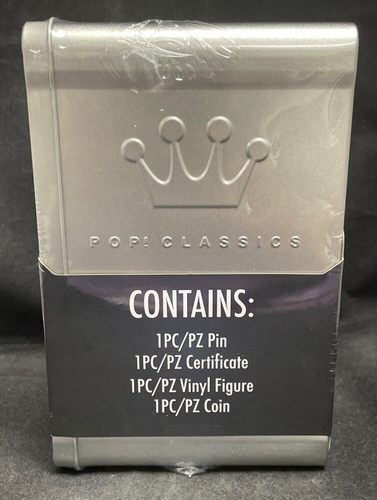 POP! CLASSICS
CONTAINS:
1PC/PZ Pin
1PC/PZ Certificate
1PC/PZ Vinyl Figure
1PC/PZ Coin